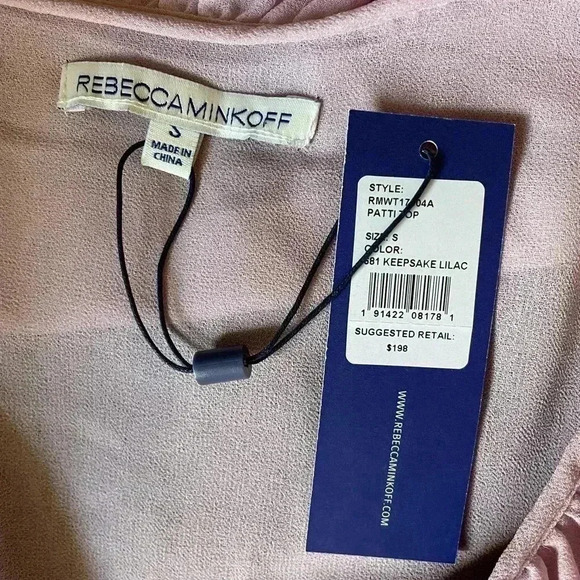 REBECCAMINKOFF
S
MADE IN
CHINA
STYLE:
PATTI TOP
SIZE: S
COLOR:
681 KEEPSAKE LILAC
1 91422 08178 1
SUGGESTED RETAIL:
$198
WWW.REBECCAMINKOFF.COM